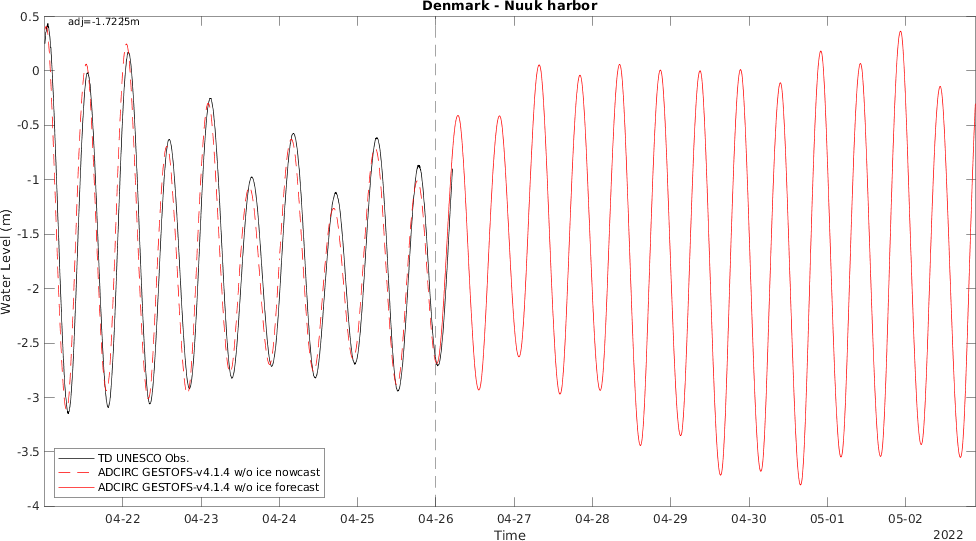 Denmark - Nuuk harbor
adj=-1.7225m
0.5
0
-0.5
-1
-1.5
-2
-2.5
-3
-3.5
-4
Water Level (m)
TD UNESCO Obs.
ADCIRC GESTOFS-v4.1.4 w/o ice nowcast
ADCIRC GESTOFS-v4.1.4 w/o ice forecast
04-22 04-23 04-24 04-25 04-26 04-27 04-28 04-29 04-30 05-01 05-02
Time
2022